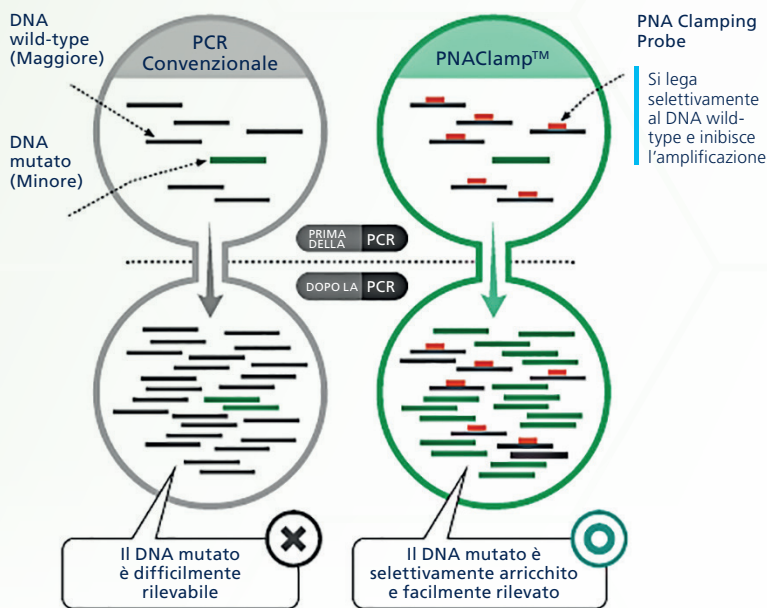 DNA
wild-type
(Maggiore)
DNA
mutato
(Minore)
PCR
Convenzionale
PNAClamp™
PNA Clamping
Probe
Si lega
selettivamente
al DNA wild-
type e inibisce
l'amplificazione
PRIMA
DELLA
PCR
DOPO LA
PCR
Il DNA mutato
è difficilmente
rilevabile
Il DNA mutato è
selettivamente arricchito
e facilmente rilevato